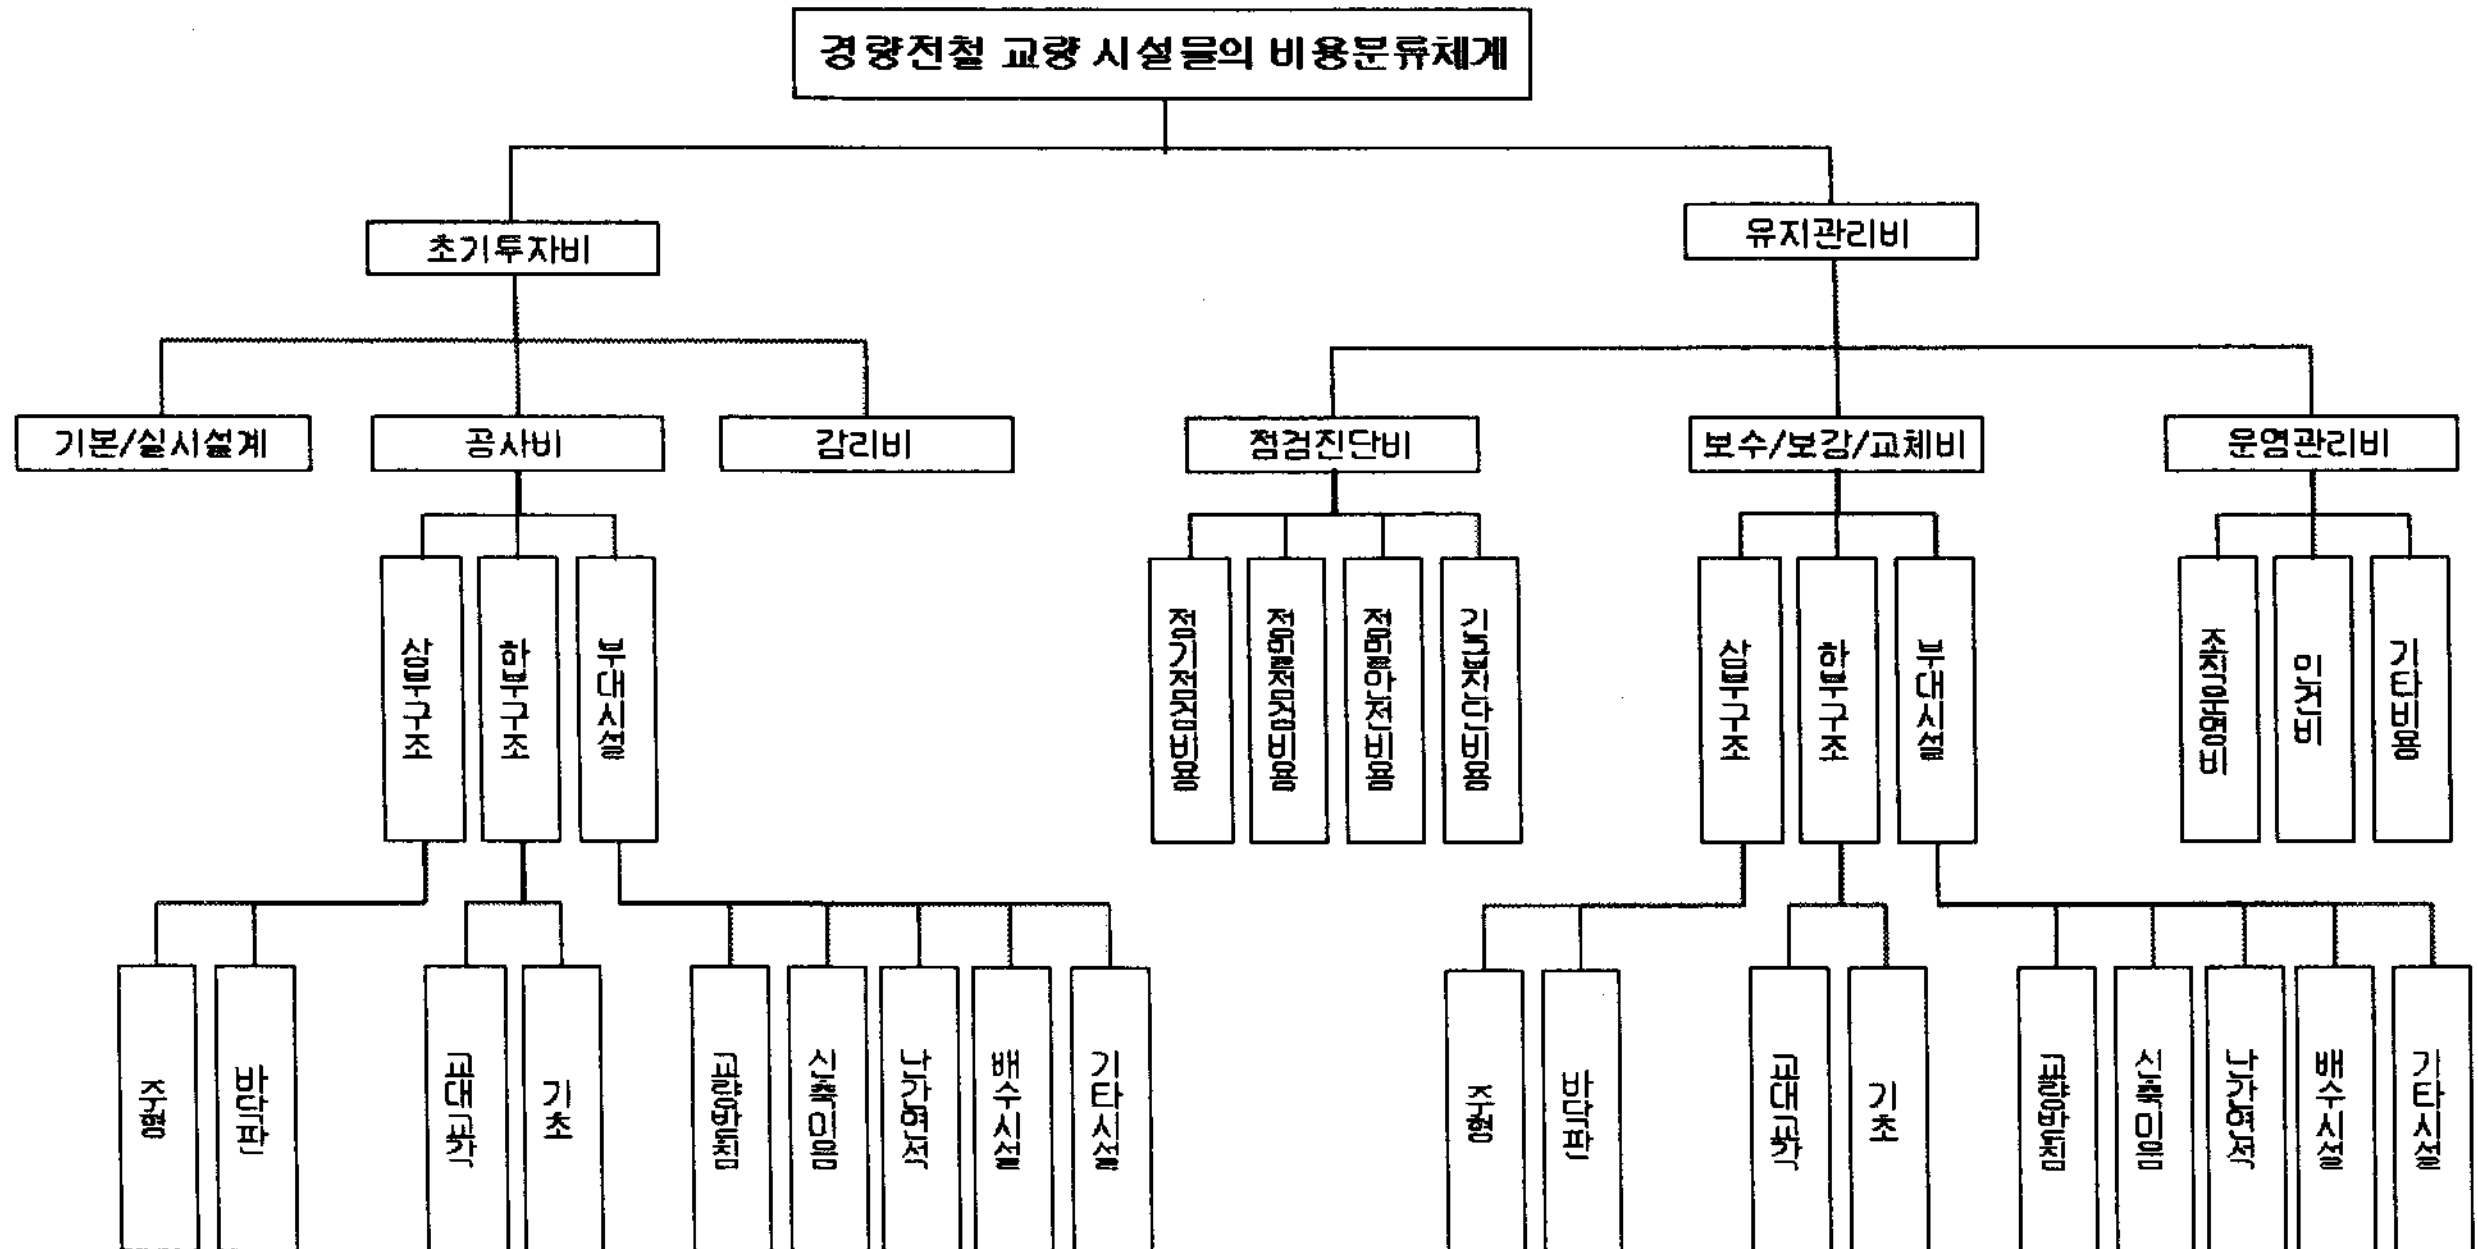 경량전철 교량 시설물의 비용분류체계
초기투자비
유지관리비
기본/실시설계
공사비
감리비
점검진단비
보수/보강/교체비
운영관리비
상부구조
하부구조
부대시설
정기점검비용
정밀점검비용
정밀안전비용
긴급진단비용
상부구조
하부구조
부대시설
조직운영비
인건비
기타비용
주형
바닥판
교대교각
기초
교량받침
신축이음
난간연석
배수시설
기타시설
주형
바닥판
교대교각
기초
교량받침
신축이음
난간연석
배수시설
기타시설